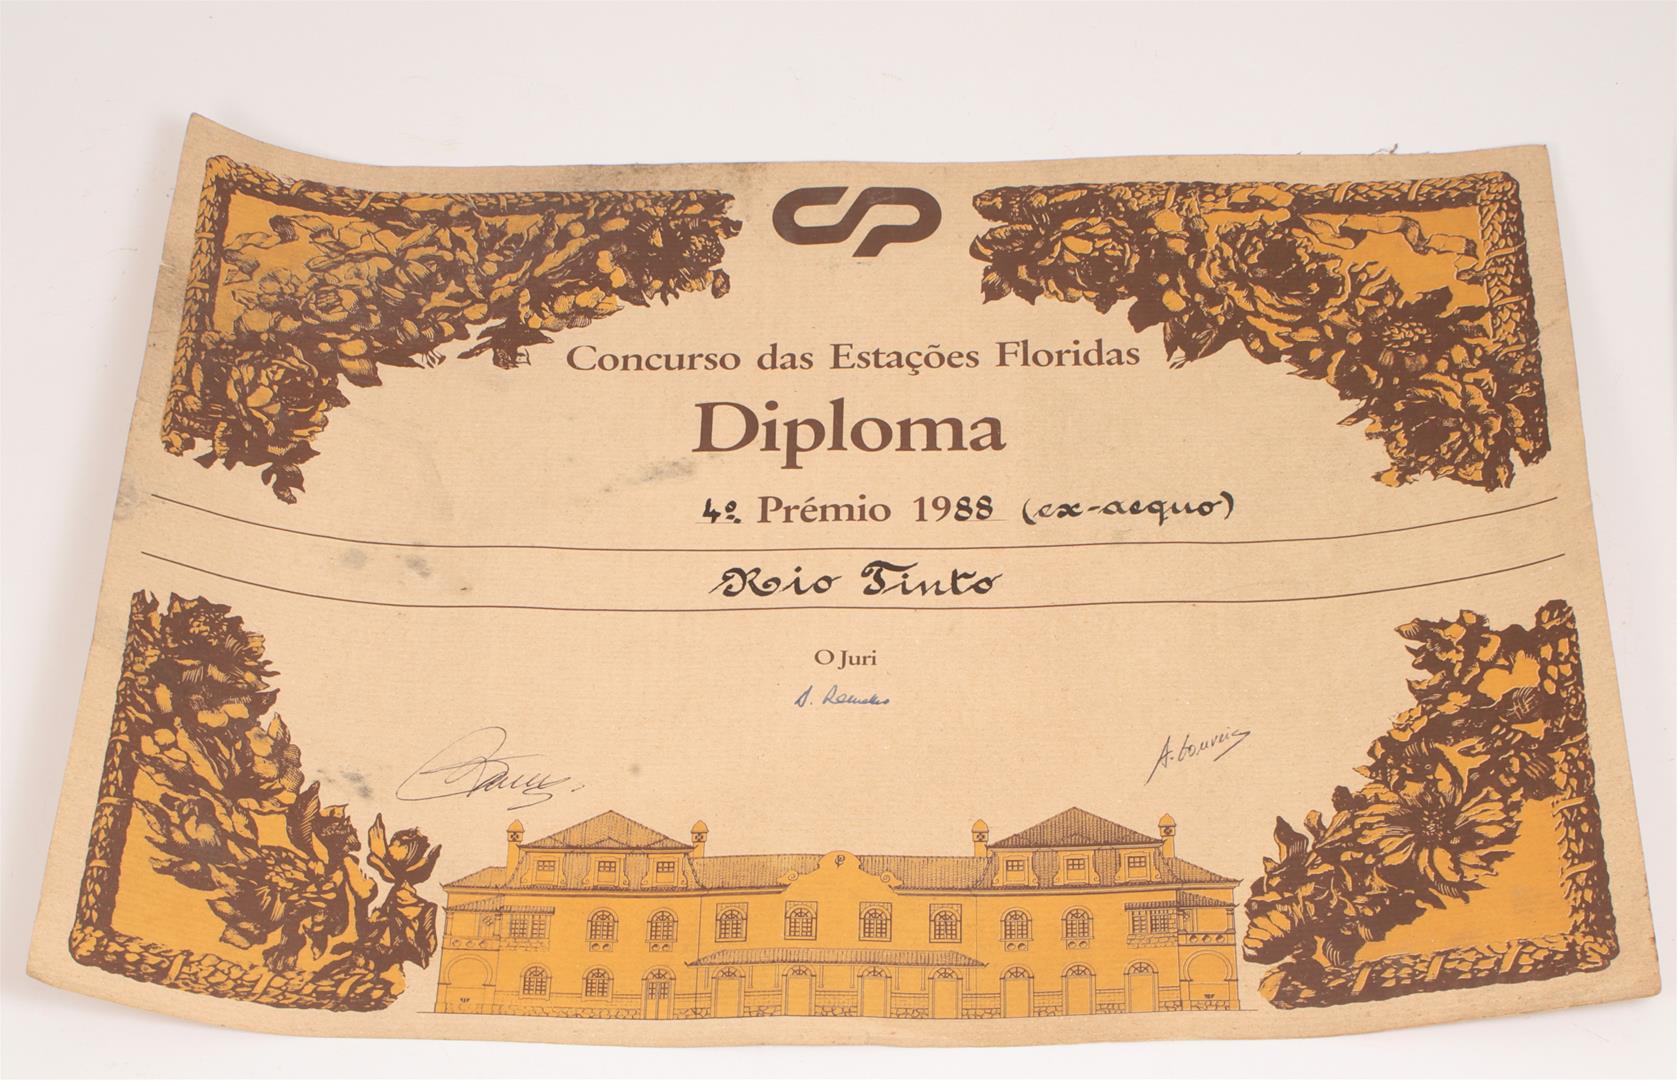 CP
Concurso das Estações Floridas
Diploma
4º. Prémio 1988 (ex-aequo)
Rio Tinto
O Juri